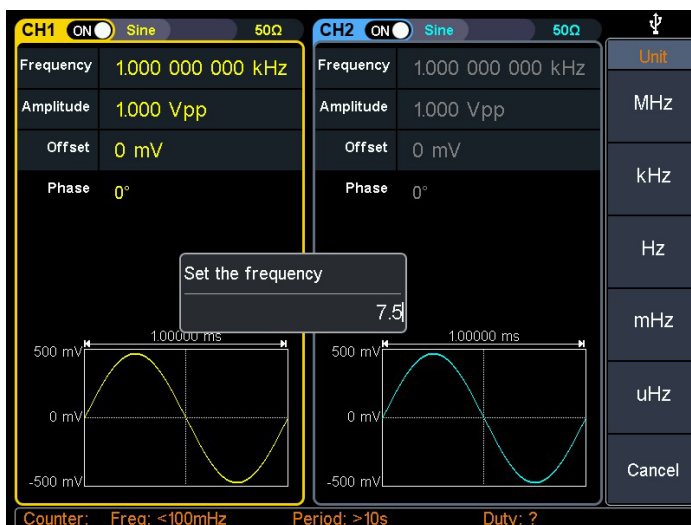 CH1 ON Sine 50Ω
Frequency 1.000 000 000 kHz
Amplitude 1.000 Vpp
Offset 0 mV
Phase 0°
1.00000 ms
500 mV
0 mV
-500 mV
CH2 ON Sine 50Ω
Frequency 1.000 000 000 kHz
Amplitude 1.000 Vpp
Offset 0 mV
Phase 0°
1.00000 ms
500 mV
0 mV
-500 mV
Set the frequency
7.5
Unit
MHz
kHz
Hz
mHz
uHz
Cancel
Counter: Freq: <100mHz Period: >10s Duty: ?